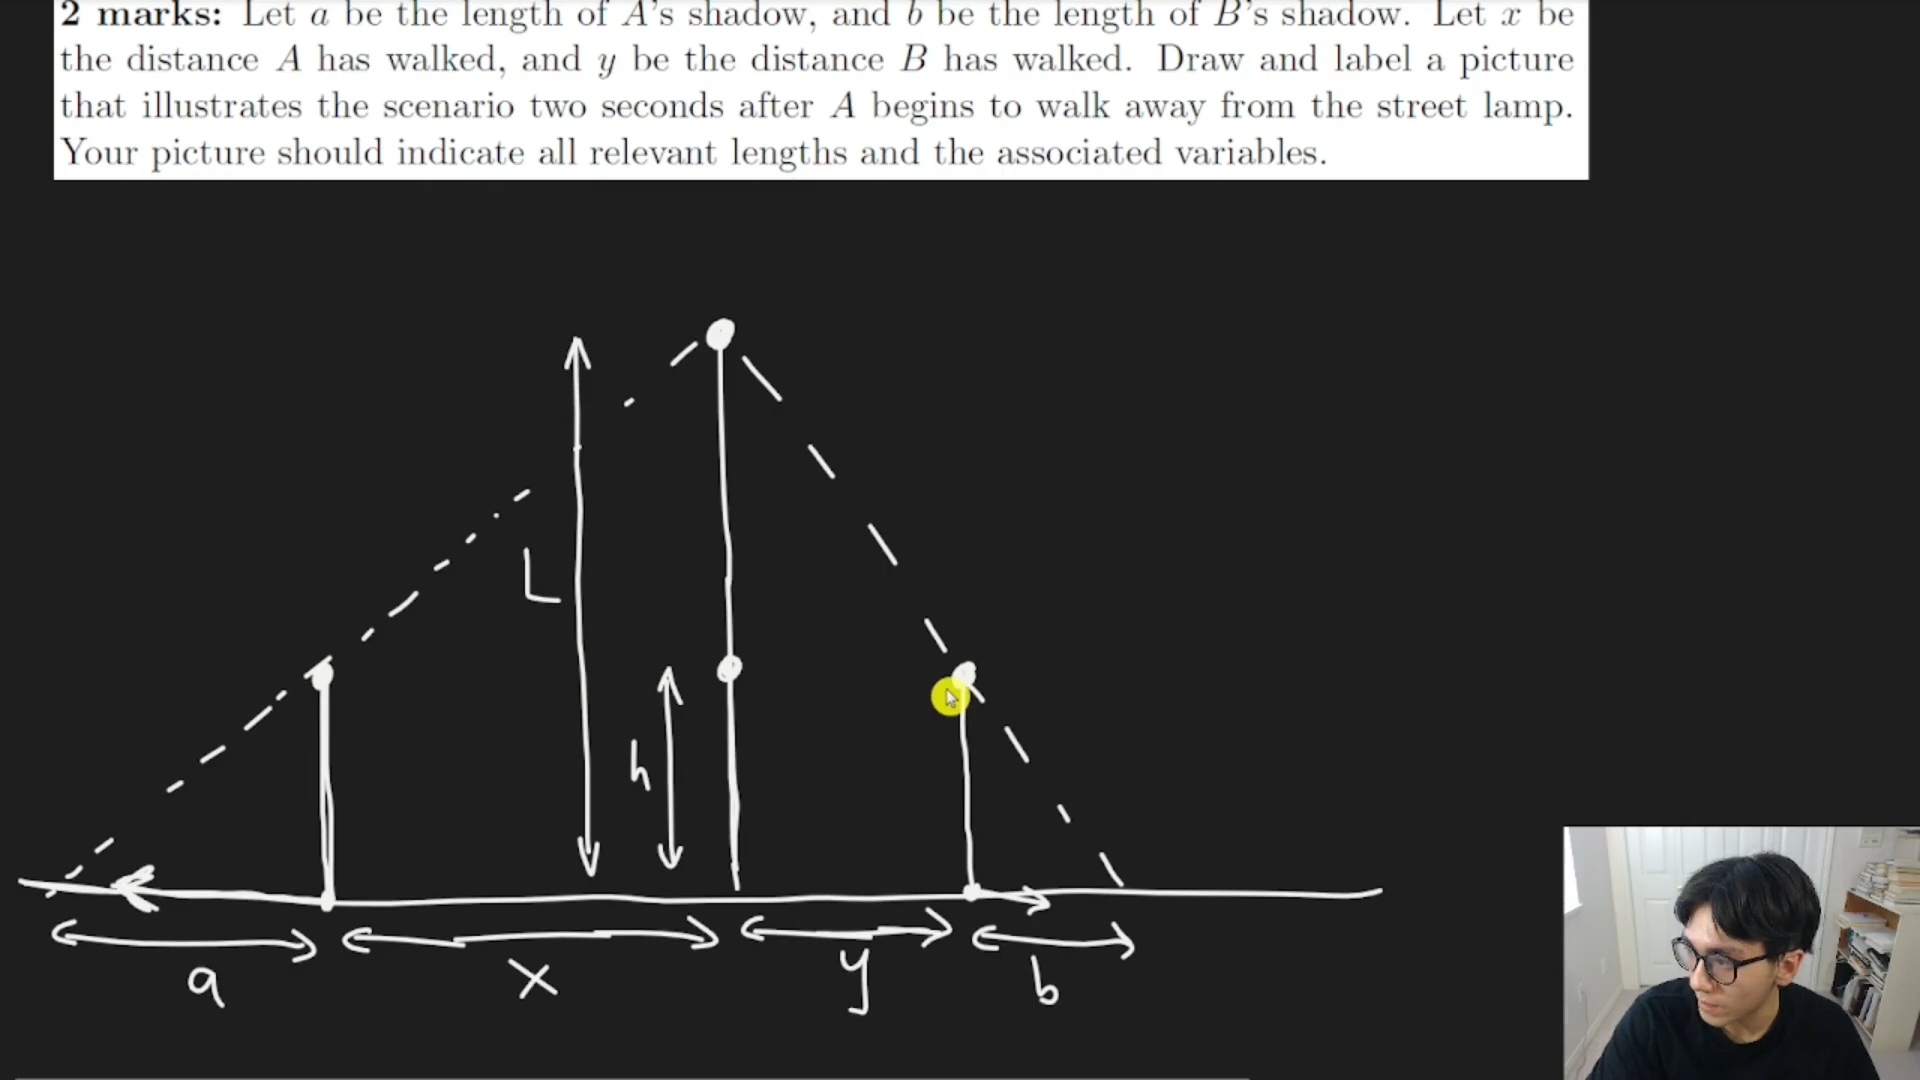 2 marks: Let a be the length of A's shadow, and b be the length of B's shadow. Let x be
the distance A has walked, and y be the distance B has walked. Draw and label a picture
that illustrates the scenario two seconds after A begins to walk away from the street lamp.
Your picture should indicate all relevant lengths and the associated variables.
L
h
a x y b